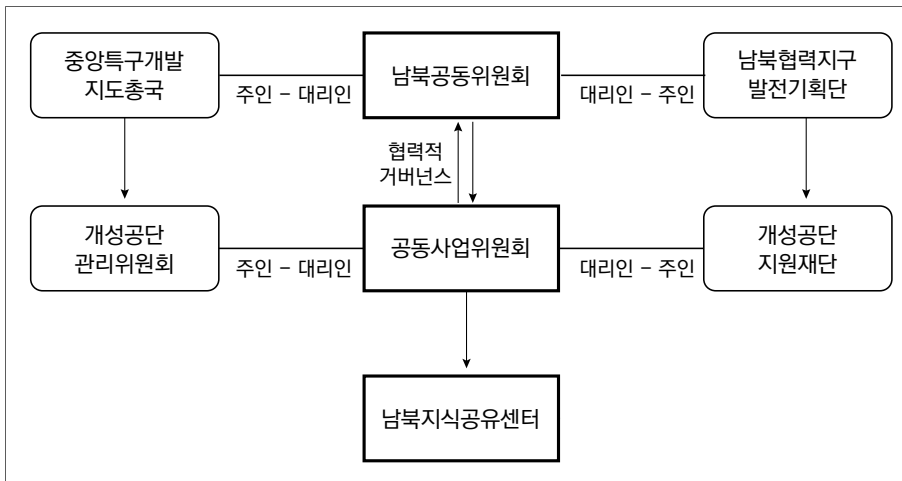 중앙특구개발
지도총국
주인 – 대리인
남북공동위원회
대리인 – 주인
남북협력지구
발전기획단
협력적
거버넌스
개성공단
관리위원회
주인 – 대리인
공동사업위원회
대리인 – 주인
개성공단
지원재단
남북지식공유센터